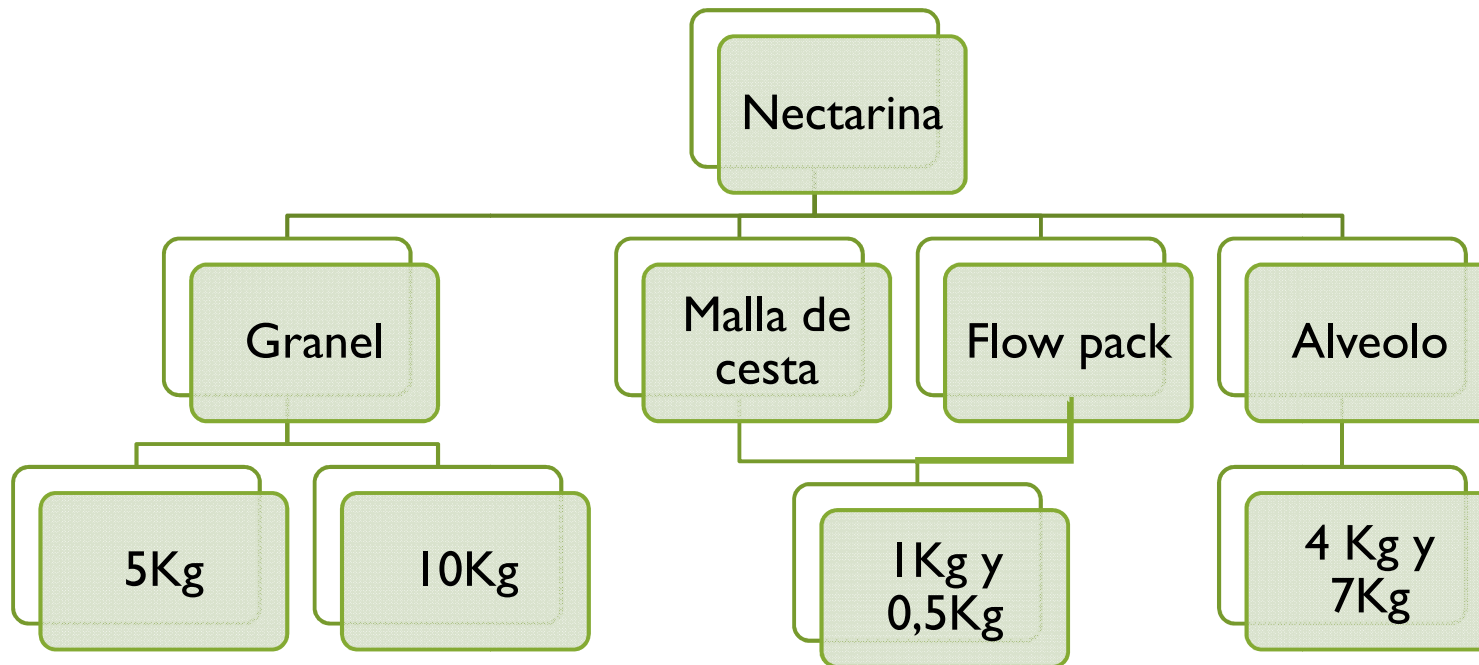 Nectarina
Granel
Malla de
cesta
Flow pack
Alveolo
5Kg
10Kg
1Kg y
0,5Kg
4 Kg y
7Kg